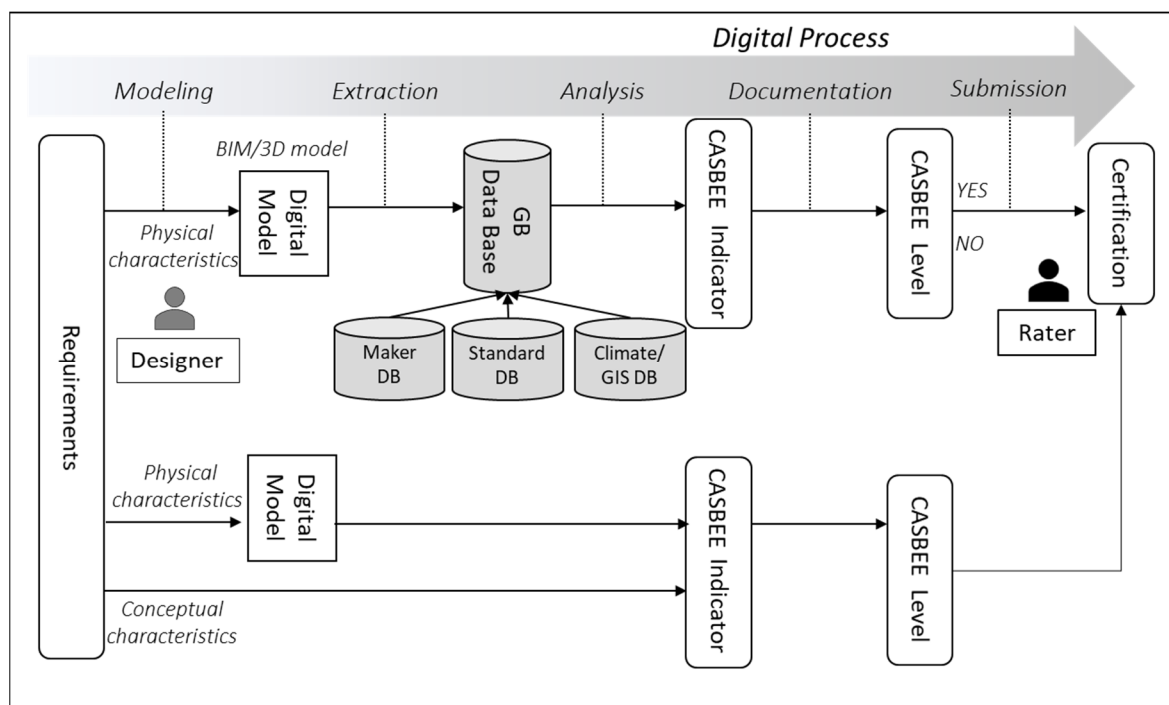 Digital Process
Modeling
Extraction
Analysis
Documentation
Submission
Requirements
Physical
characteristics
Designer
BIM/3D model
Digital
Model
GB
Data Base
Maker
DB
Standard
DB
Climate/
GIS DB
CASBEE Indicator
CASBEE Level
YES
NO
Rater
Certification
Physical
characteristics
Digital
Model
Conceptual
characteristics
CASBEE Indicator
CASBEE Level